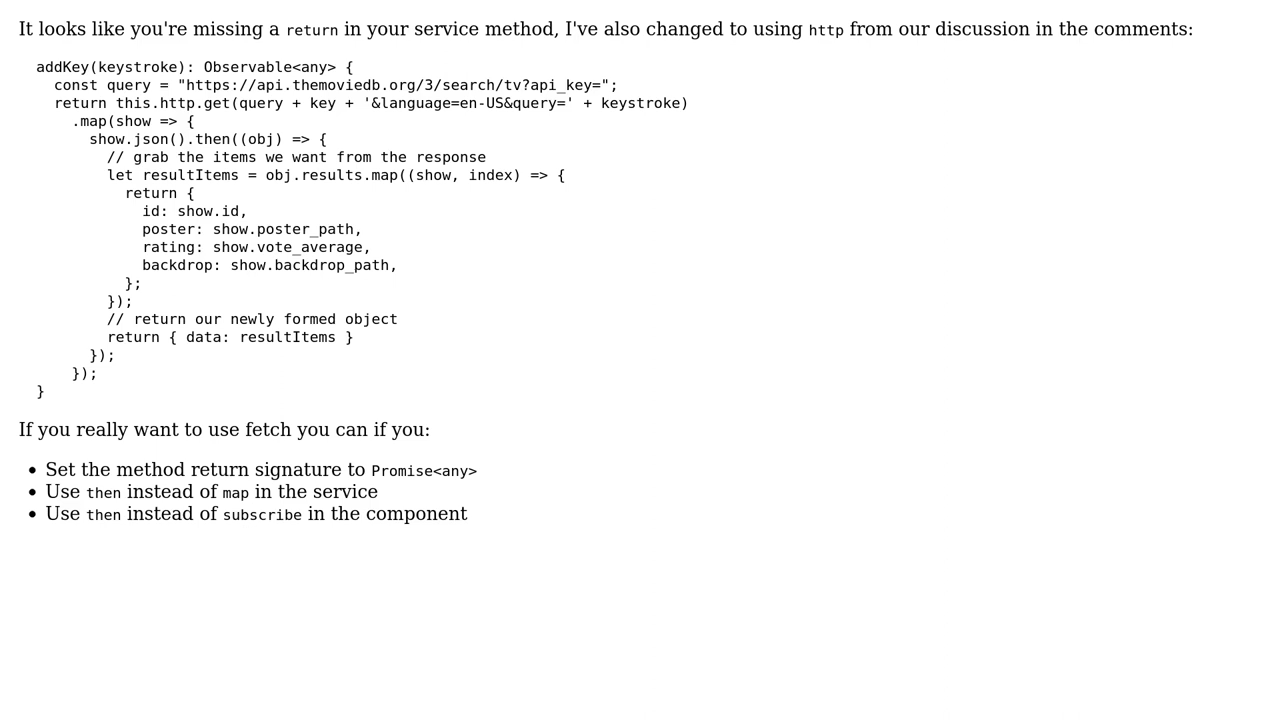 It looks like you're missing a return in your service method, I've also changed to using http from our discussion in the comments:
addKey(keystroke): Observable<any> {
  const query = "https://api.themoviedb.org/3/search/tv?api_key=";
  return this.http.get(query + key + '&language=en-US&query=' + keystroke)
    .map(show => {
      show.json().then((obj) => {
        // grab the items we want from the response
        let resultItems = obj.results.map((show, index) => {
          return {
            id: show.id,
            poster: show.poster_path,
            rating: show.vote_average,
            backdrop: show.backdrop_path,
          };
        });
        // return our newly formed object
        return { data: resultItems }
      });
    });
}
If you really want to use fetch you can if you:
• Set the method return signature to Promise<any>
• Use then instead of map in the service
• Use then instead of subscribe in the component